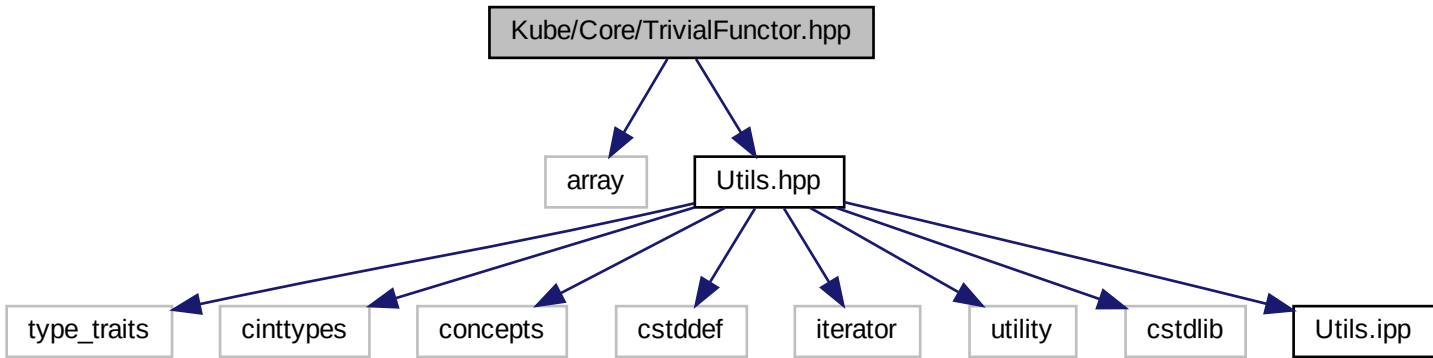 Kube/Core/TrivialFunctor.hpp
array
Utils.hpp
type_traits
cinttypes
concepts
cstddef
iterator
utility
cstdlib
Utils.ipp